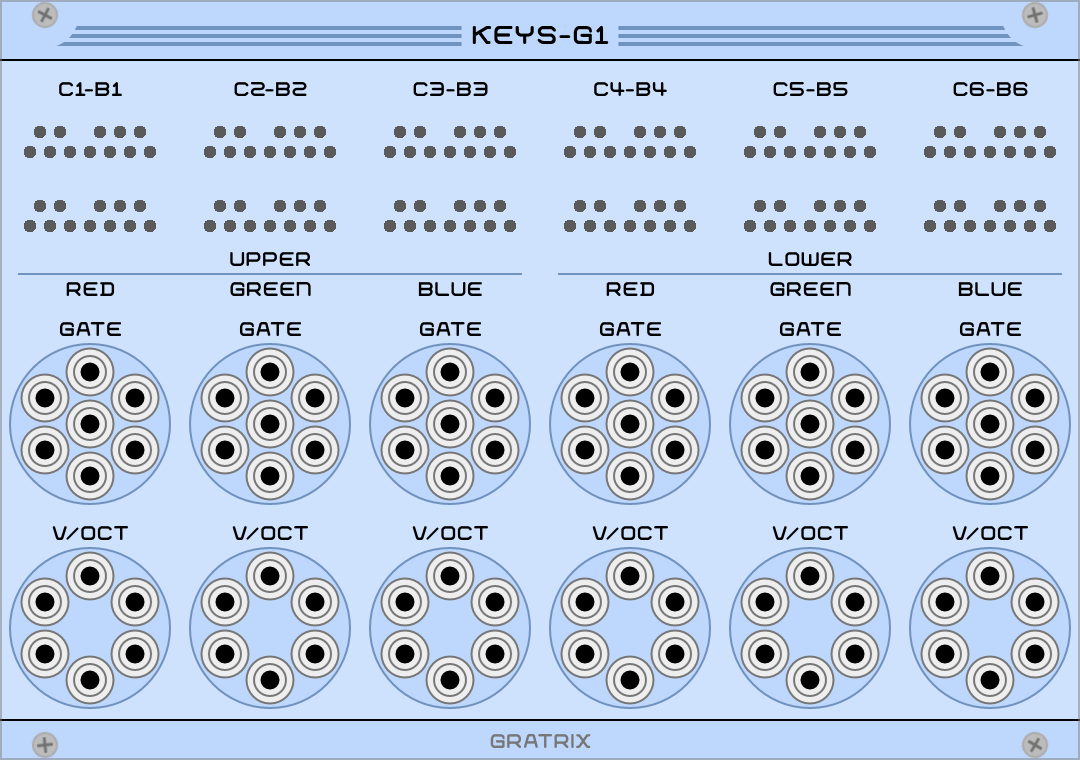 KEYS-G1
C1-B1 C2-B2 C3-B3 C4-B4 C5-B5 C6-B6
UPPER LOWER
RED GREEN BLUE RED GREEN BLUE
GATE GATE GATE GATE GATE GATE
V/OCT V/OCT V/OCT V/OCT V/OCT V/OCT
GRATRIX